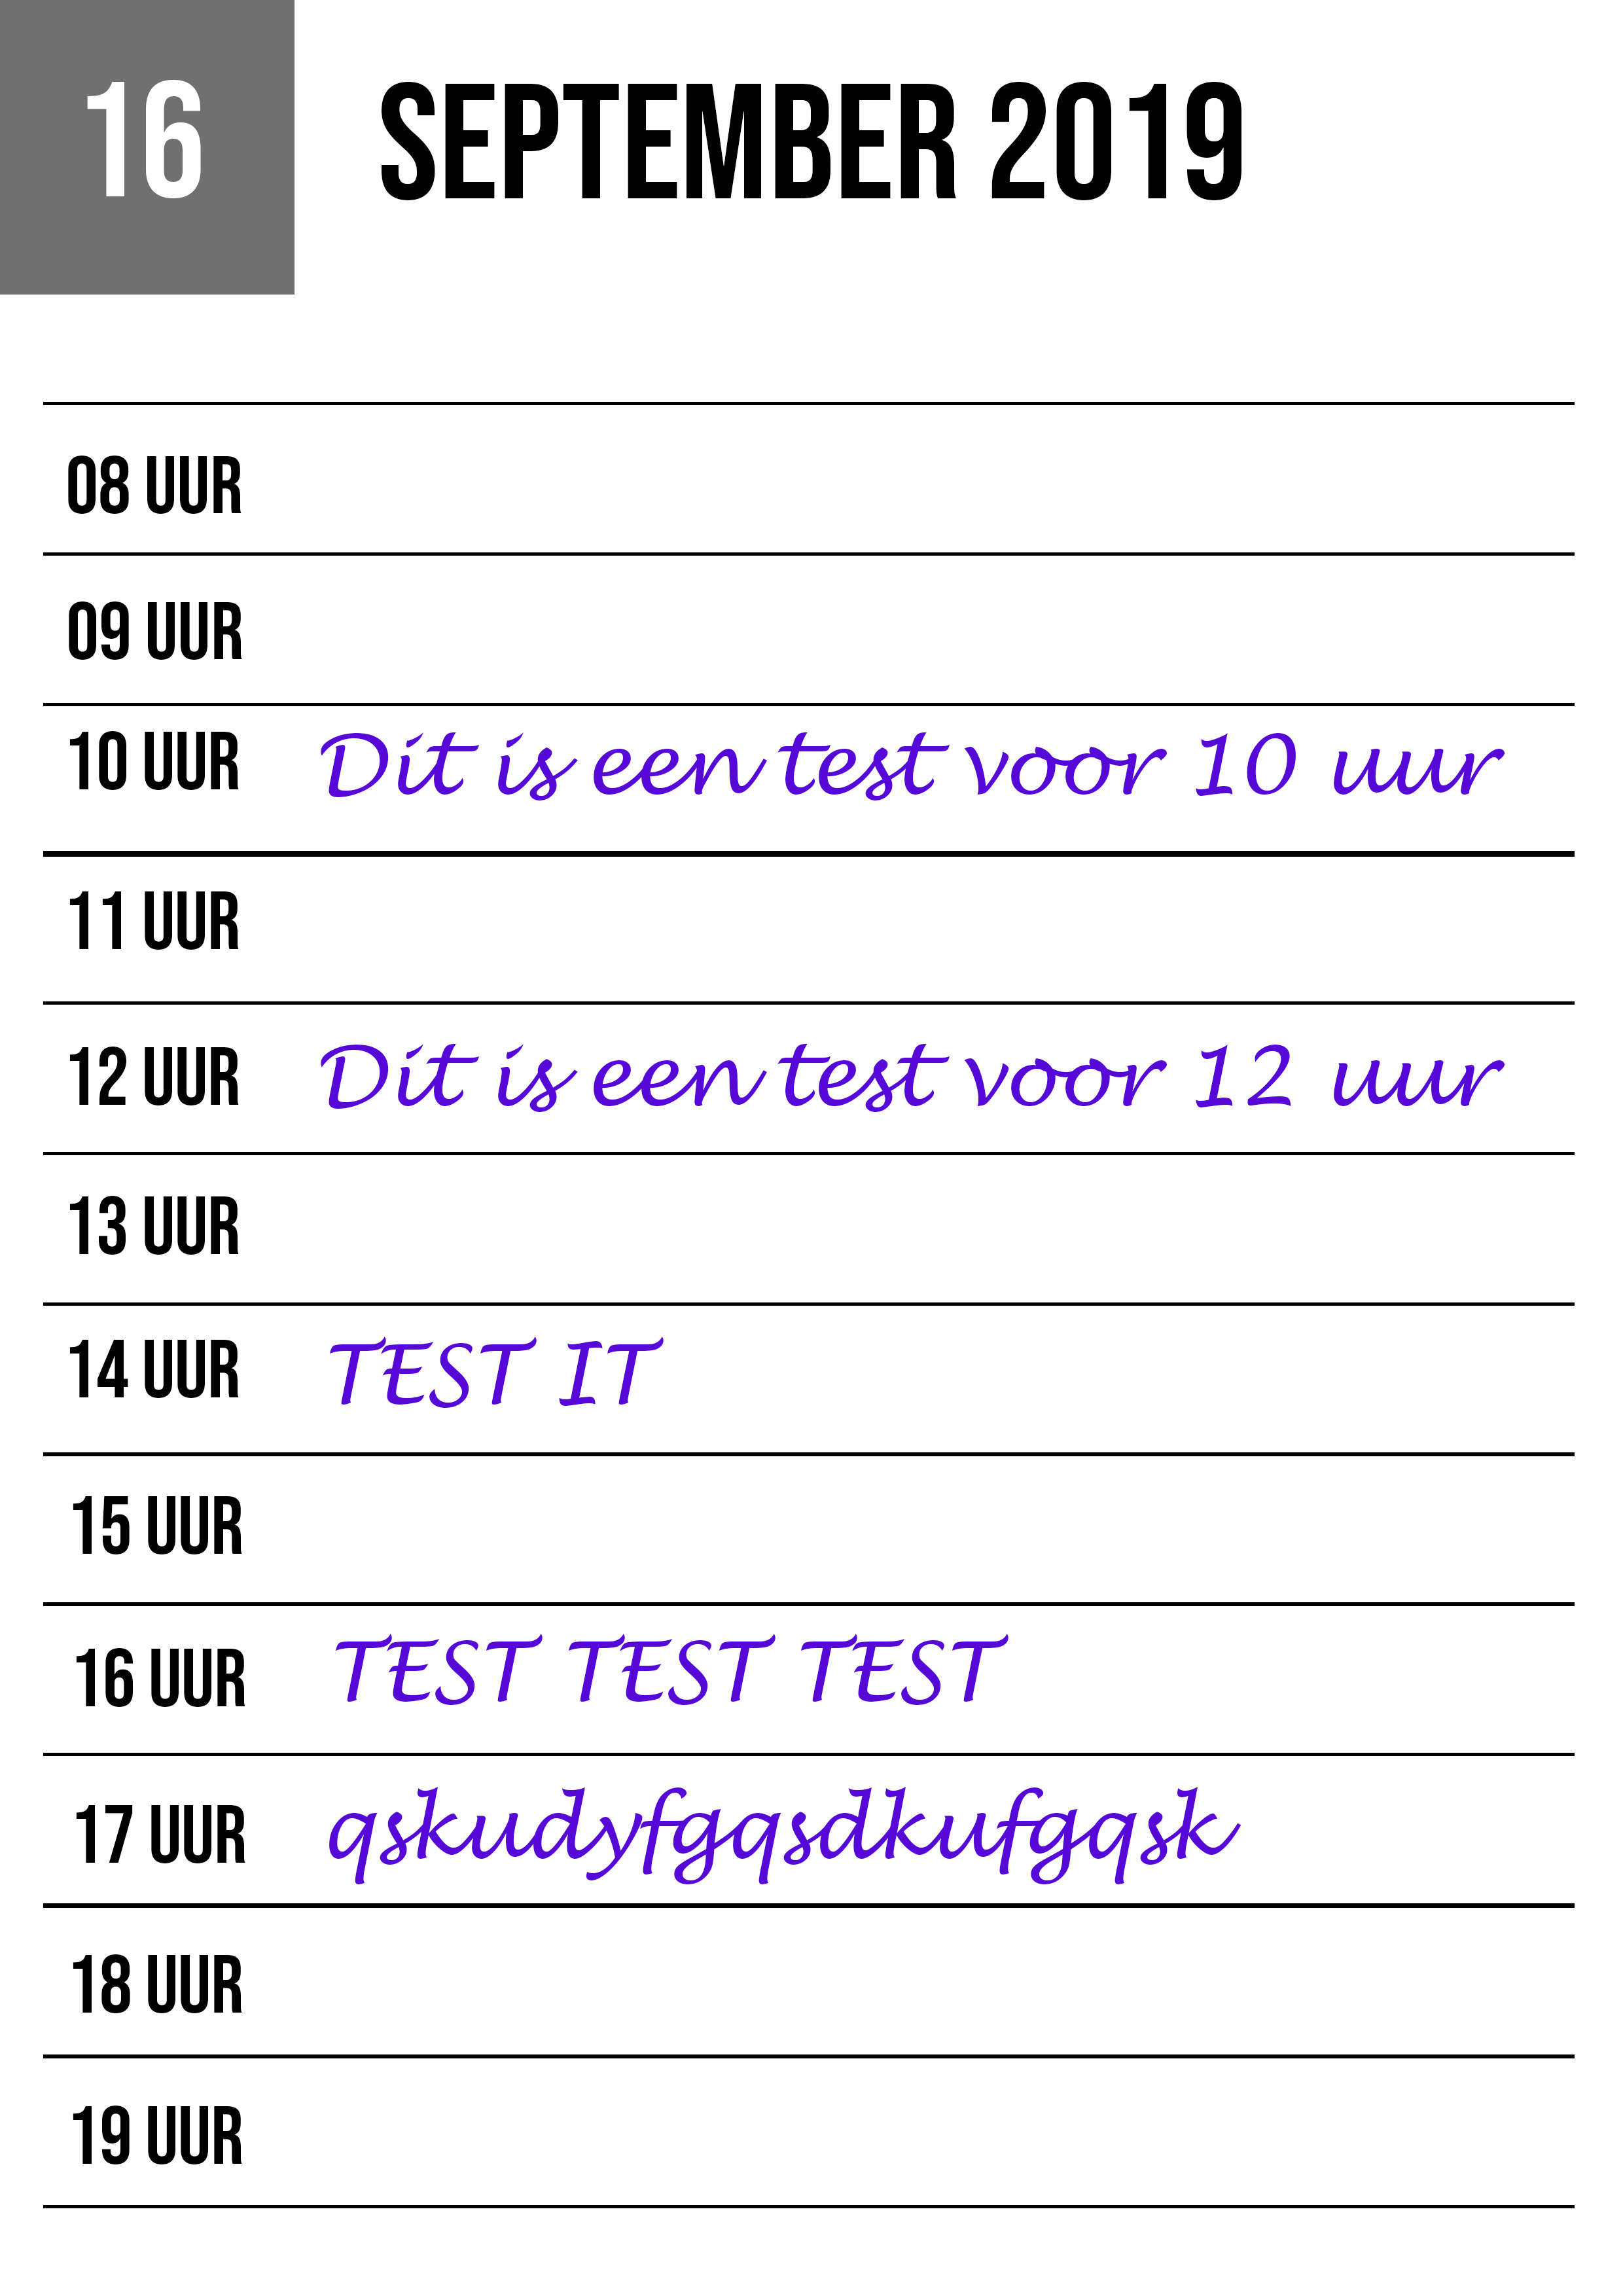 16 SEPTEMBER 2019
08 UUR
09 UUR
10 UUR Dit is een test voor 10 uur
11 UUR
12 UUR Dit is een test voor 12 uur
13 UUR
14 UUR TEST IT
15 UUR
16 UUR TEST TEST TEST
17 UUR qskudyfgqsdkufgqsk
18 UUR
19 UUR